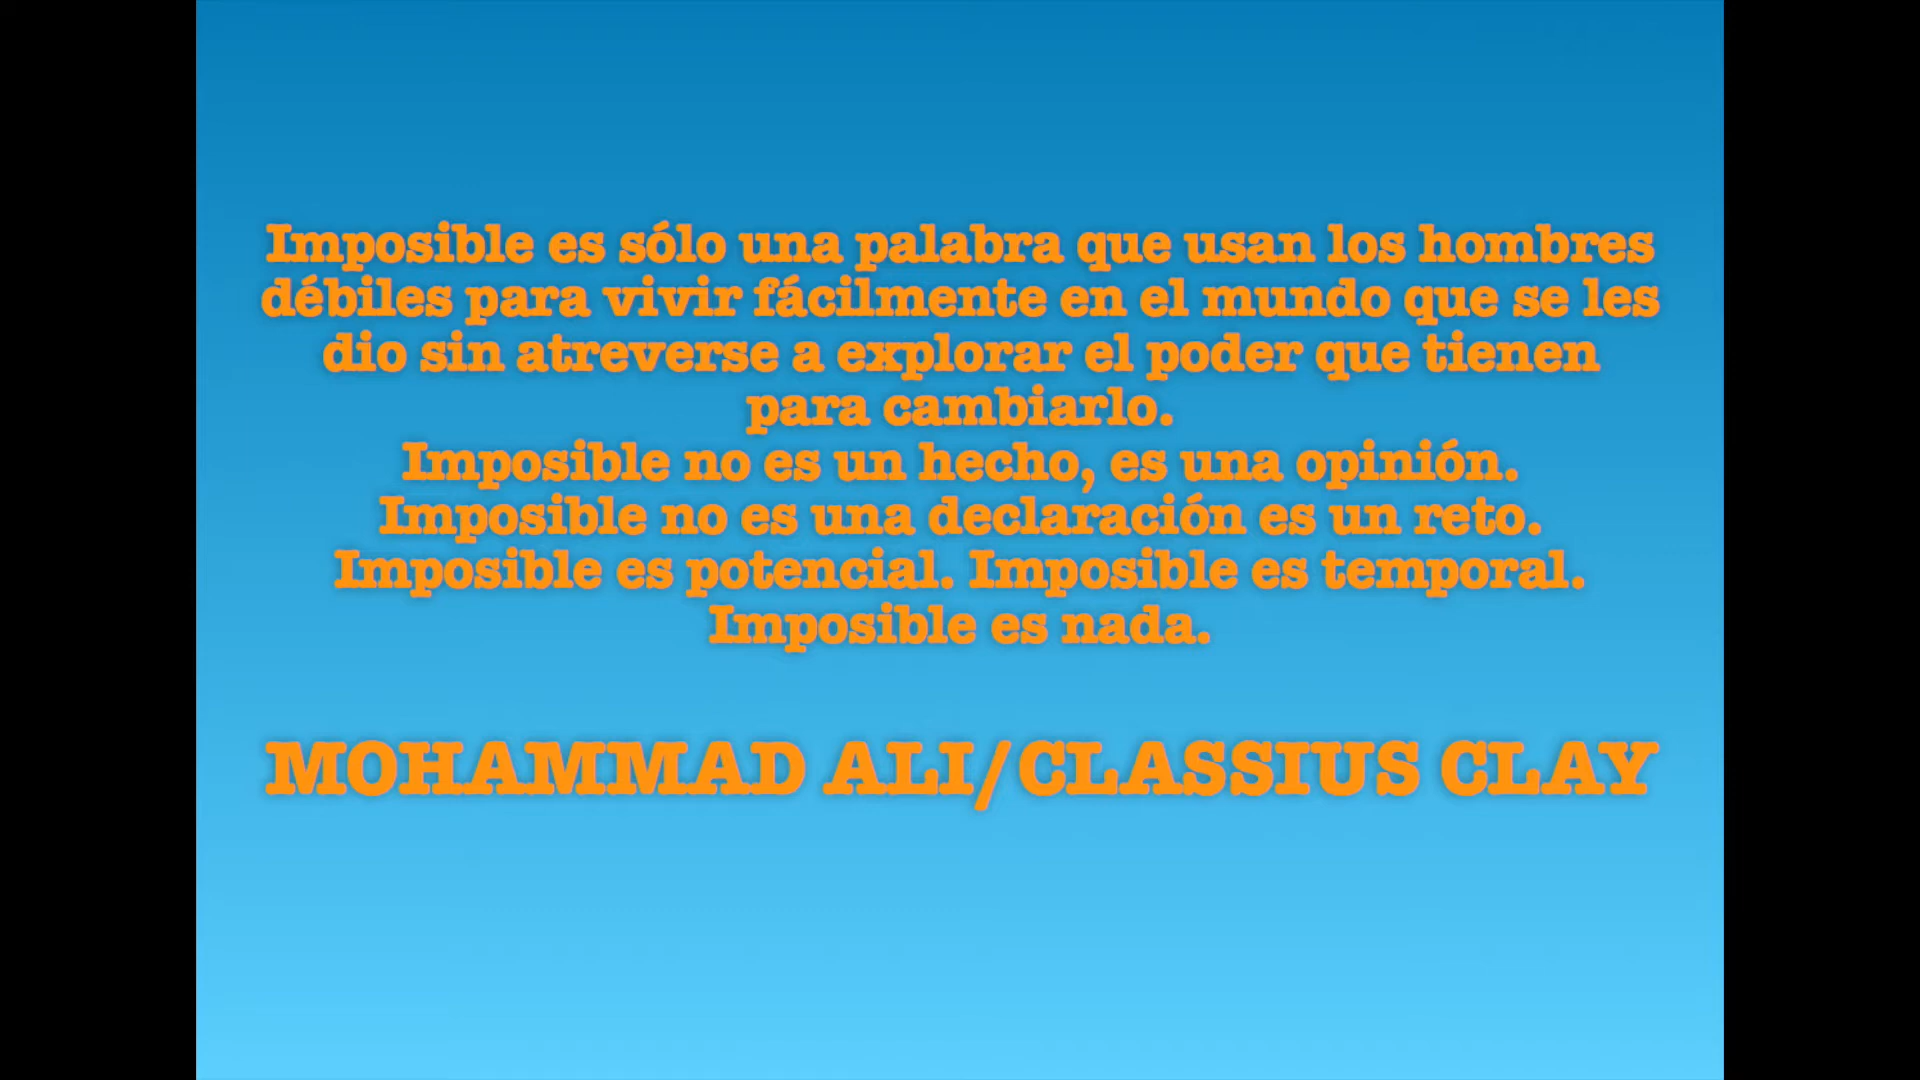 Imposible es sólo una palabra que usan los hombres
débiles para vivir fácilmente en el mundo que se les
dio sin atreverse a explorar el poder que tienen
para cambiarlo.
Imposible no es un hecho, es una opinión.
Imposible no es una declaración es un reto.
Imposible es potencial. Imposible es temporal.
Imposible es nada.
MOHAMMAD ALI/CLASSIUS CLAY